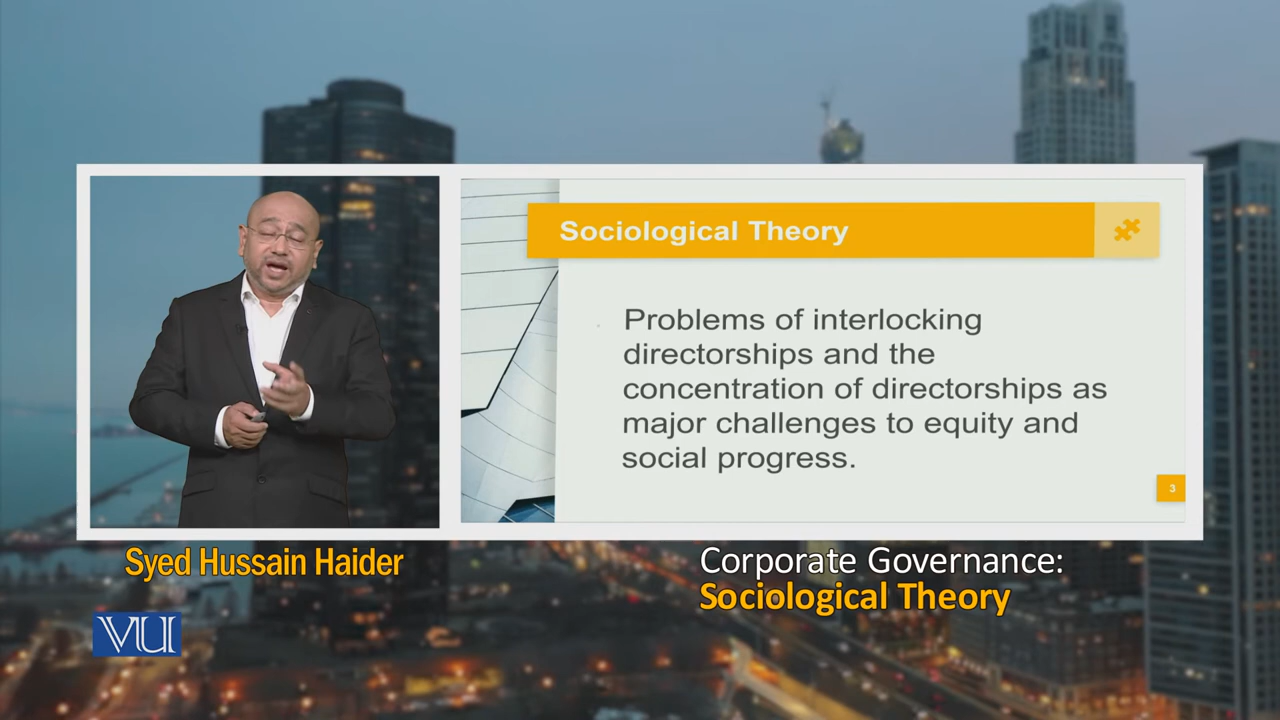 Sociological Theory
Problems of interlocking
directorships and the
concentration of directorships as
major challenges to equity and
social progress.
3
Syed Hussain Haider
Corporate Governance:
Sociological Theory
VU